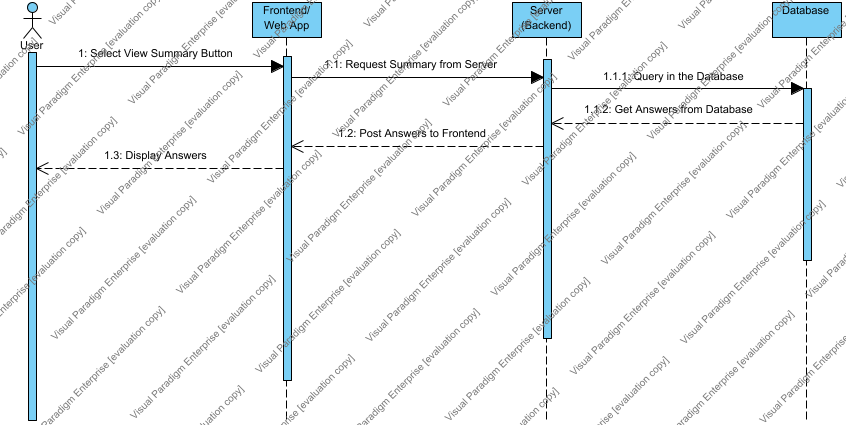 Frontend/
Web App
Server
(Backend)
Database
User
1: Select View Summary Button
1.1: Request Summary from Server
1.1.1: Query in the Database
1.1.2: Get Answers from Database
1.2: Post Answers to Frontend
1.3: Display Answers
Visual Paradigm Enterprise [evaluation copy]